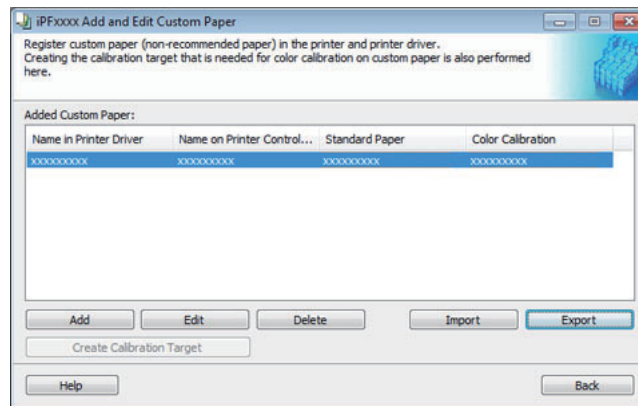 iPFxxxx Add and Edit Custom Paper
Register custom paper (non-recommended paper) in the printer and printer driver.
Creating the calibration target that is needed for color calibration on custom paper is also performed
here.
Added Custom Paper:
Name in Printer Driver Name on Printer Control... Standard Paper Color Calibration
xxxxxxxxx xxxxxxxxx xxxxxxxxx xxxxxxxxx
Add Edit Delete Import Export
Create Calibration Target
Help Back